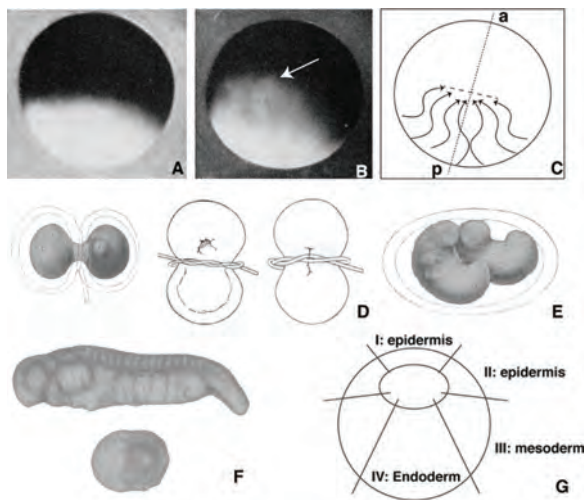 A
B
a
p
C
D
E
F
I: epidermis
II: epidermis
III: mesoderm
IV: Endoderm
G